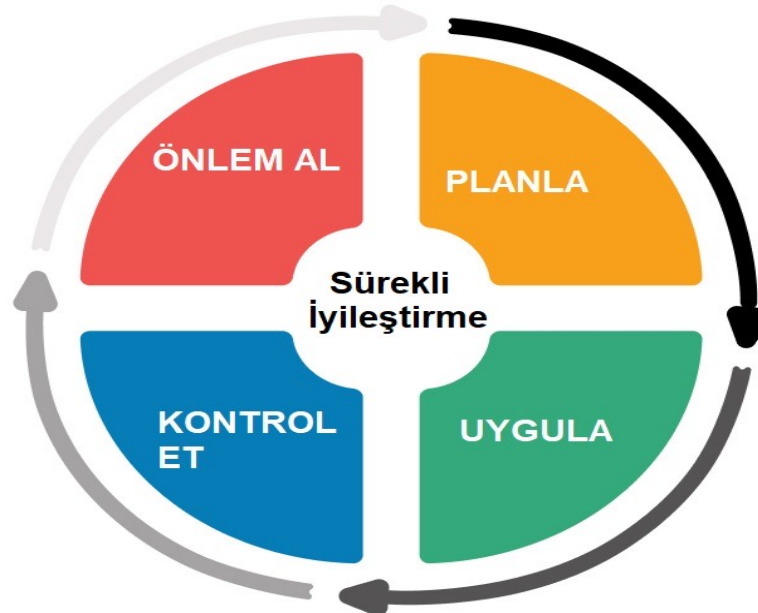 ÖNLEM AL
PLANLA
Sürekli
İyileştirme
KONTROL
ET
UYGULA